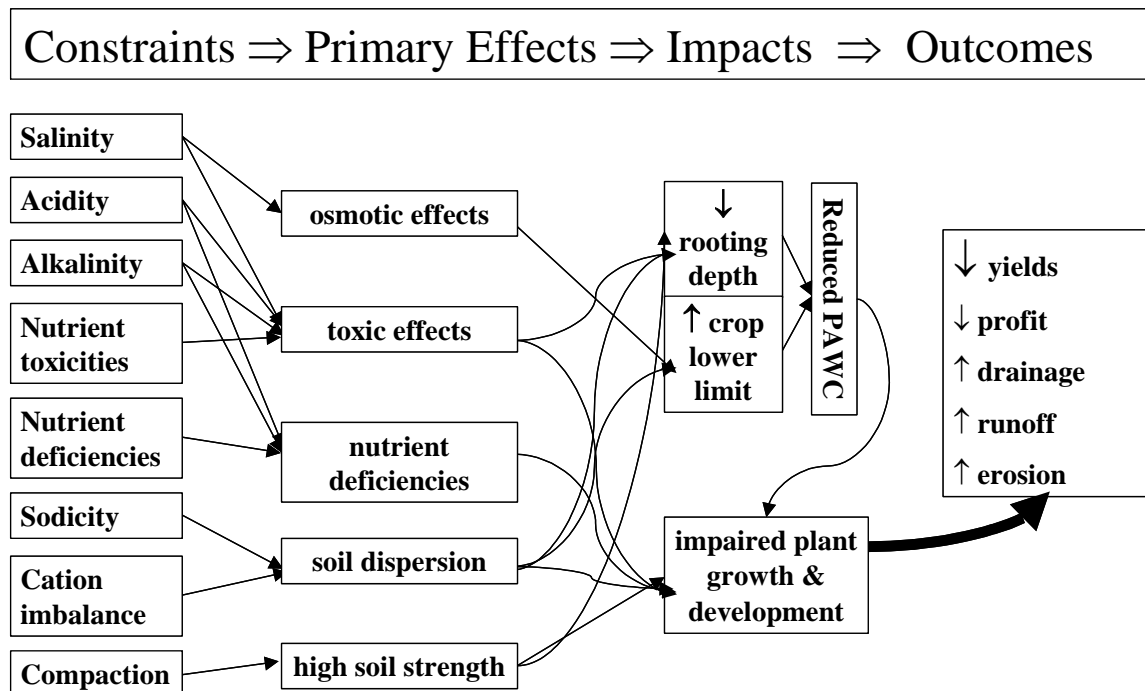 Constraints ⇒ Primary Effects ⇒ Impacts ⇒ Outcomes
Salinity
Acidity
Alkalinity
Nutrient
toxicities
Nutrient
deficiencies
Sodicity
Cation
imbalance
Compaction
osmotic effects
toxic effects
nutrient
deficiencies
soil dispersion
high soil strength
↓
rooting
depth
↑ crop
lower
limit
Reduced PAWC
impaired plant
growth &
development
↓ yields
↓ profit
↑ drainage
↑ runoff
↑ erosion